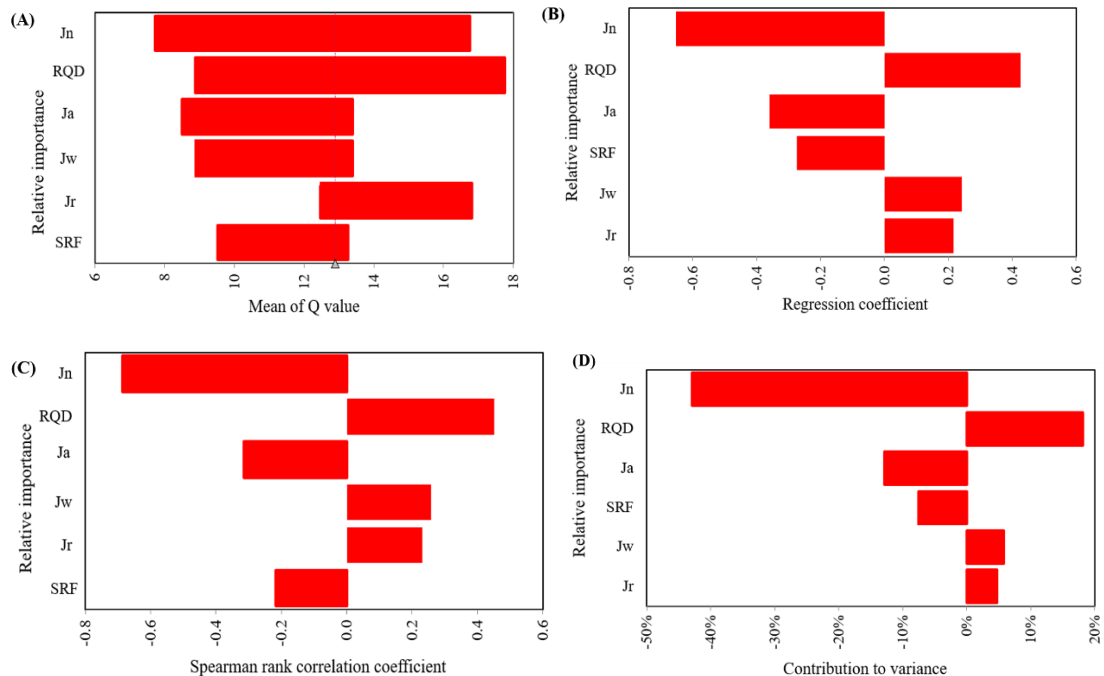 (A)
Relative importance
Jn
RQD
Ja
Jw
Jr
SRF
6
8
10
12
14
16
18
Mean of Q value
(B)
Relative importance
Jn
RQD
Ja
SRF
Jw
Jr
-0.8
-0.6
-0.4
-0.2
0.0
0.2
0.4
0.6
Regression coefficient
(C)
Relative importance
Jn
RQD
Ja
Jw
Jr
SRF
-0.8
-0.6
-0.4
-0.2
0.0
0.2
0.4
0.6
Spearman rank correlation coefficient
(D)
Relative importance
Jn
RQD
Ja
SRF
Jw
Jr
-50%
-40%
-30%
-20%
-10%
0%
10%
20%
Contribution to variance